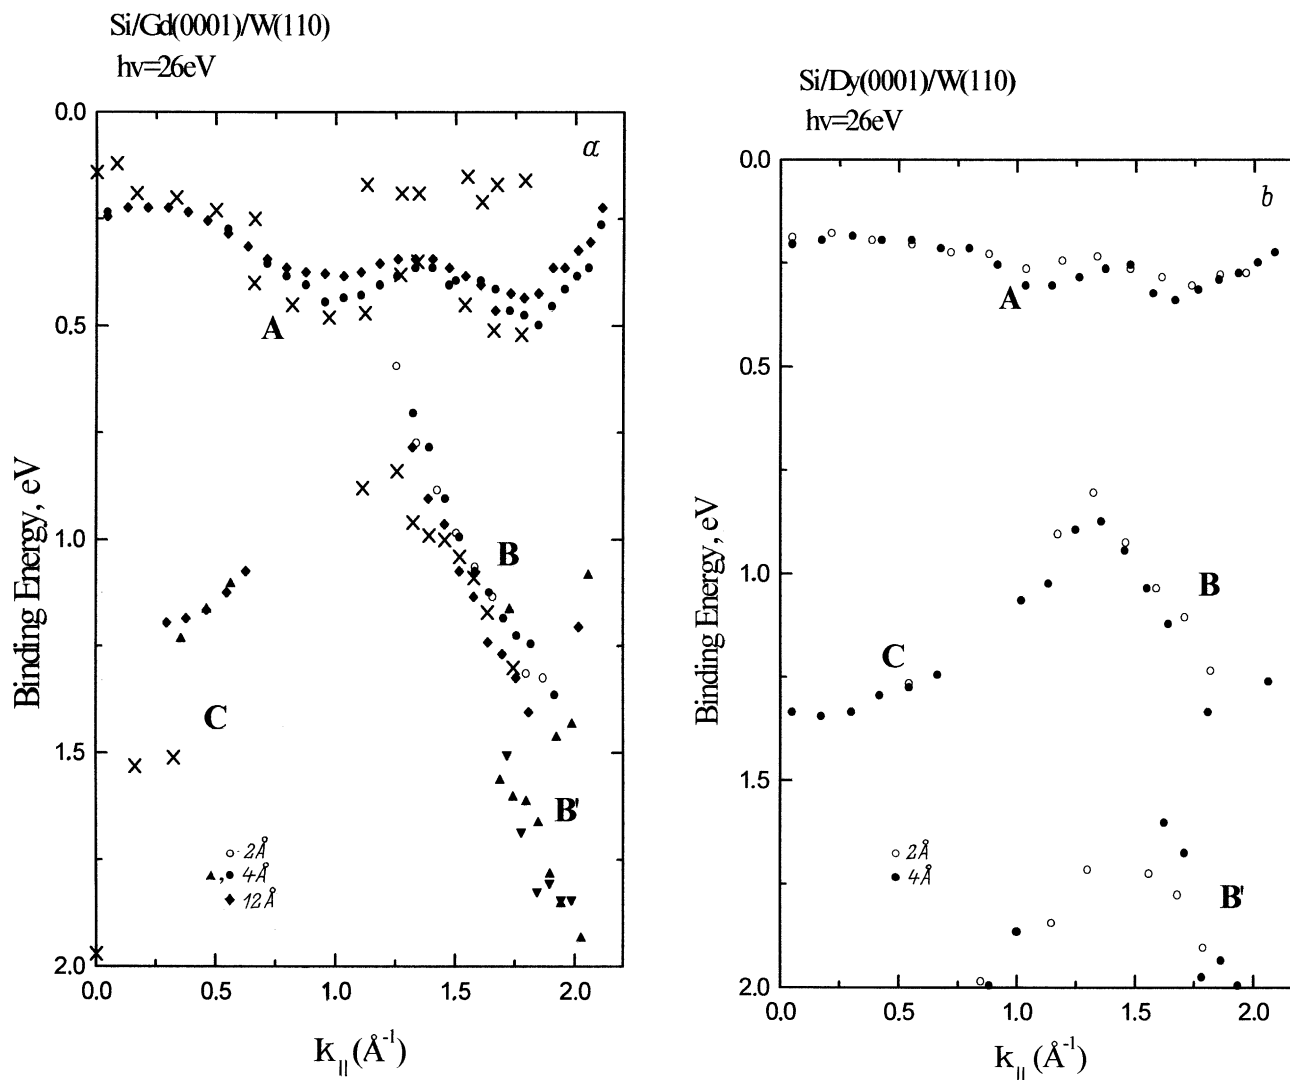 Si/Gd(0001)/W(110)
hν=26eV
a
0.0
0.5
1.0
1.5
2.0
Binding Energy, eV
A
B
C
B'
2Å
, 4Å
12Å
0.0 0.5 1.0 1.5 2.0
k|| (Å-1)
Si/Dy(0001)/W(110)
hν=26eV
b
0.0
0.5
1.0
1.5
2.0
Binding Energy, eV
A
B
C
B'
2Å
4Å
0.0 0.5 1.0 1.5 2.0
k|| (Å-1)